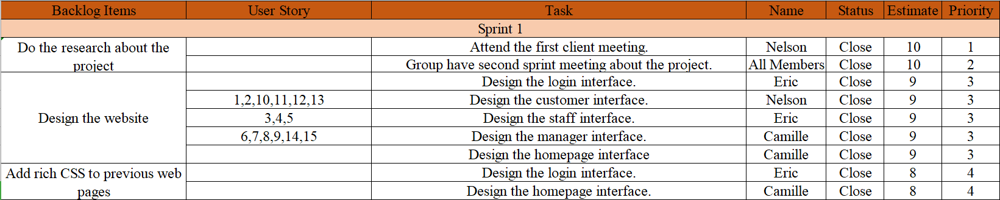 Backlog Items User Story Task Name Status Estimate Priority
Sprint 1
Do the research about the project
Attend the first client meeting. Nelson Close 10 1
Group have second sprint meeting about the project. All Members Close 10 2
Design the website
Design the login interface. Eric Close 9 3
1,2,10,11,12,13 Design the customer interface. Nelson Close 9 3
3,4,5 Design the staff interface. Eric Close 9 3
6,7,8,9,14,15 Design the manager interface. Camille Close 9 3
Design the homepage interface Camille Close 9 3
Add rich CSS to previous web pages
Design the login interface. Eric Close 8 4
Design the homepage interface. Camille Close 8 4